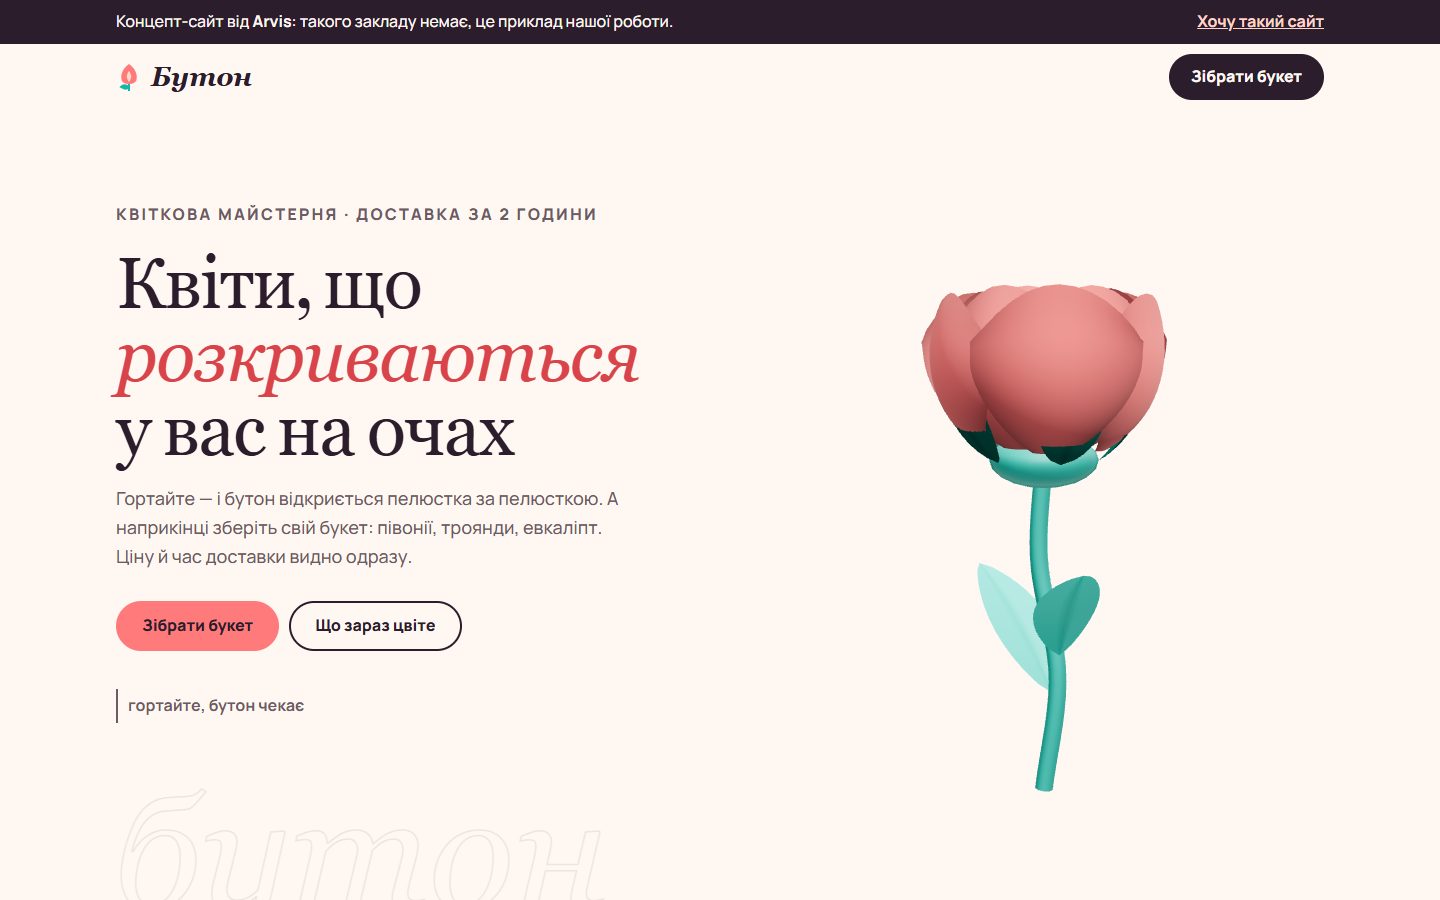 Концепт-сайт від Arvis: такого закладу немає, це приклад нашої роботи.
Хочу такий сайт
Бутон
Зібрати букет
КВІТКОВА МАЙСТЕРНЯ · ДОСТАВКА ЗА 2 ГОДИНИ
Квіти, що
розкриваються
у вас на очах
Гортайте — і бутон відкриється пелюстка за пелюсткою. А
наприкінці зберіть свій букет: півонії, троянди, евкаліпт.
Ціну й час доставки видно одразу.
Зібрати букет
Що зараз цвіте
гортайте, бутон чекає
бутон